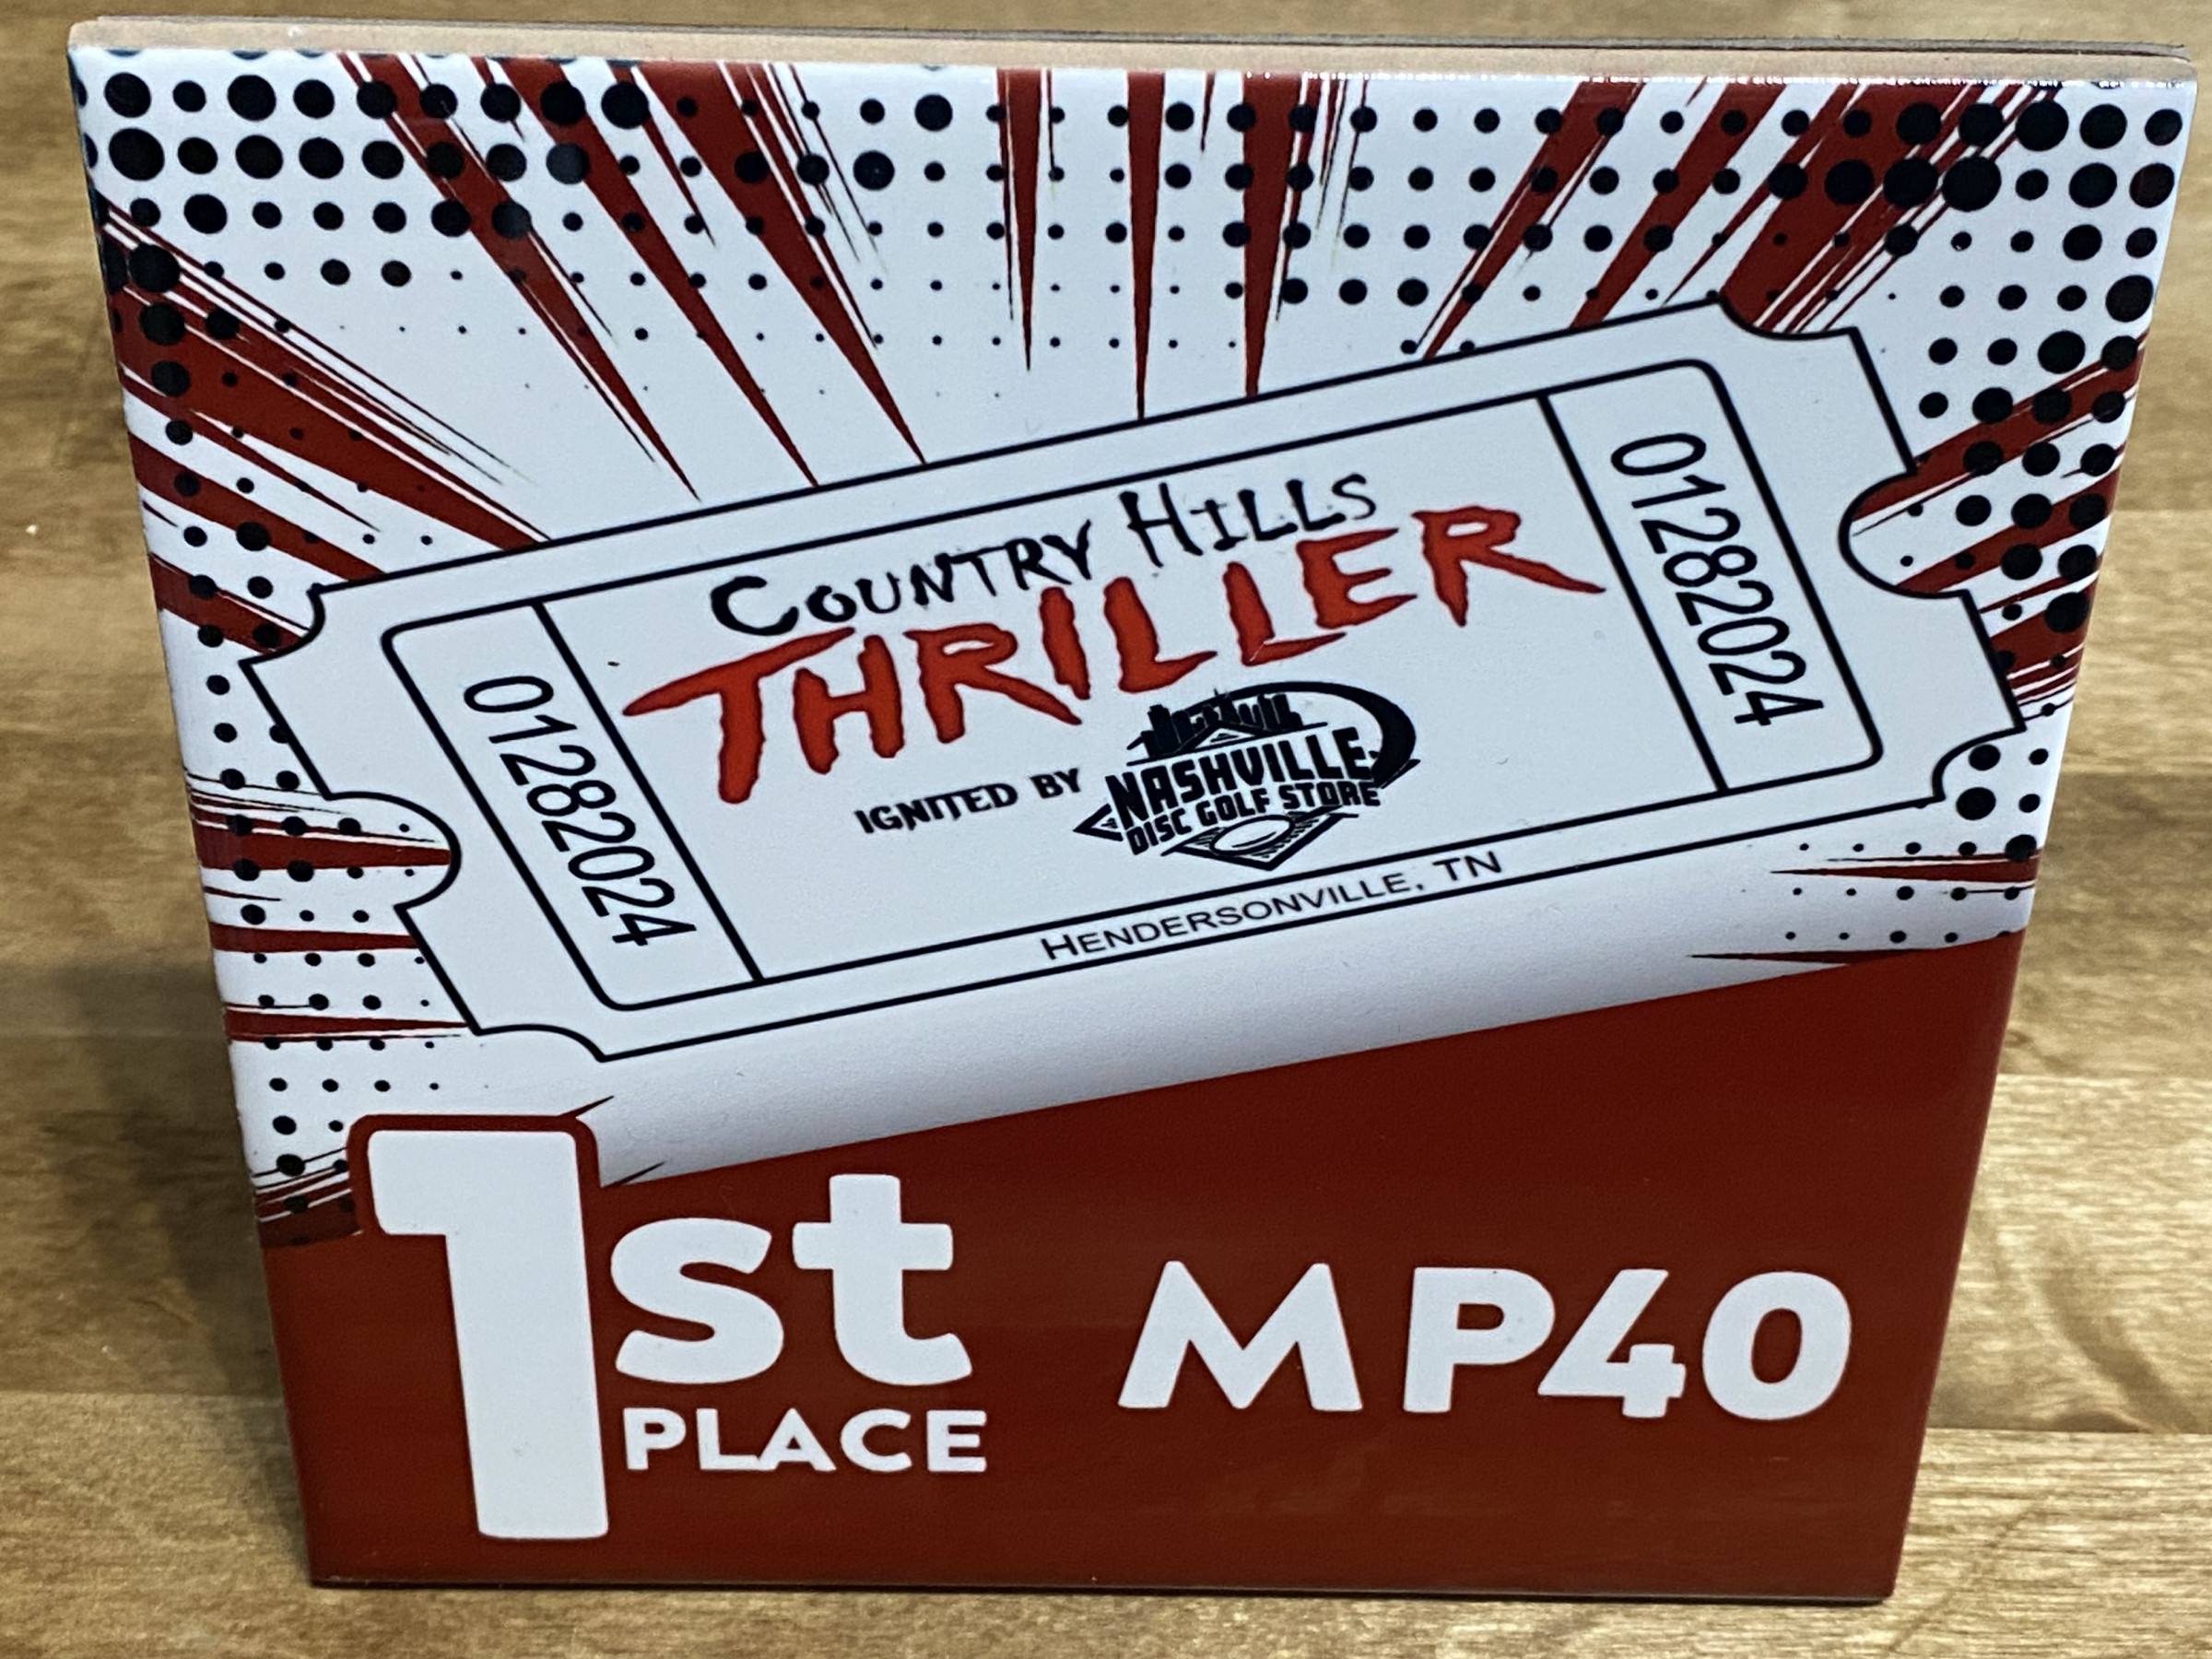 COUNTRY HILLS
THRILLER
IGNITED BY
NASHVILLE
DISC GOLF STORE
01282024
01282024
HENDERSONVILLE, TN
1st
PLACE
MP40